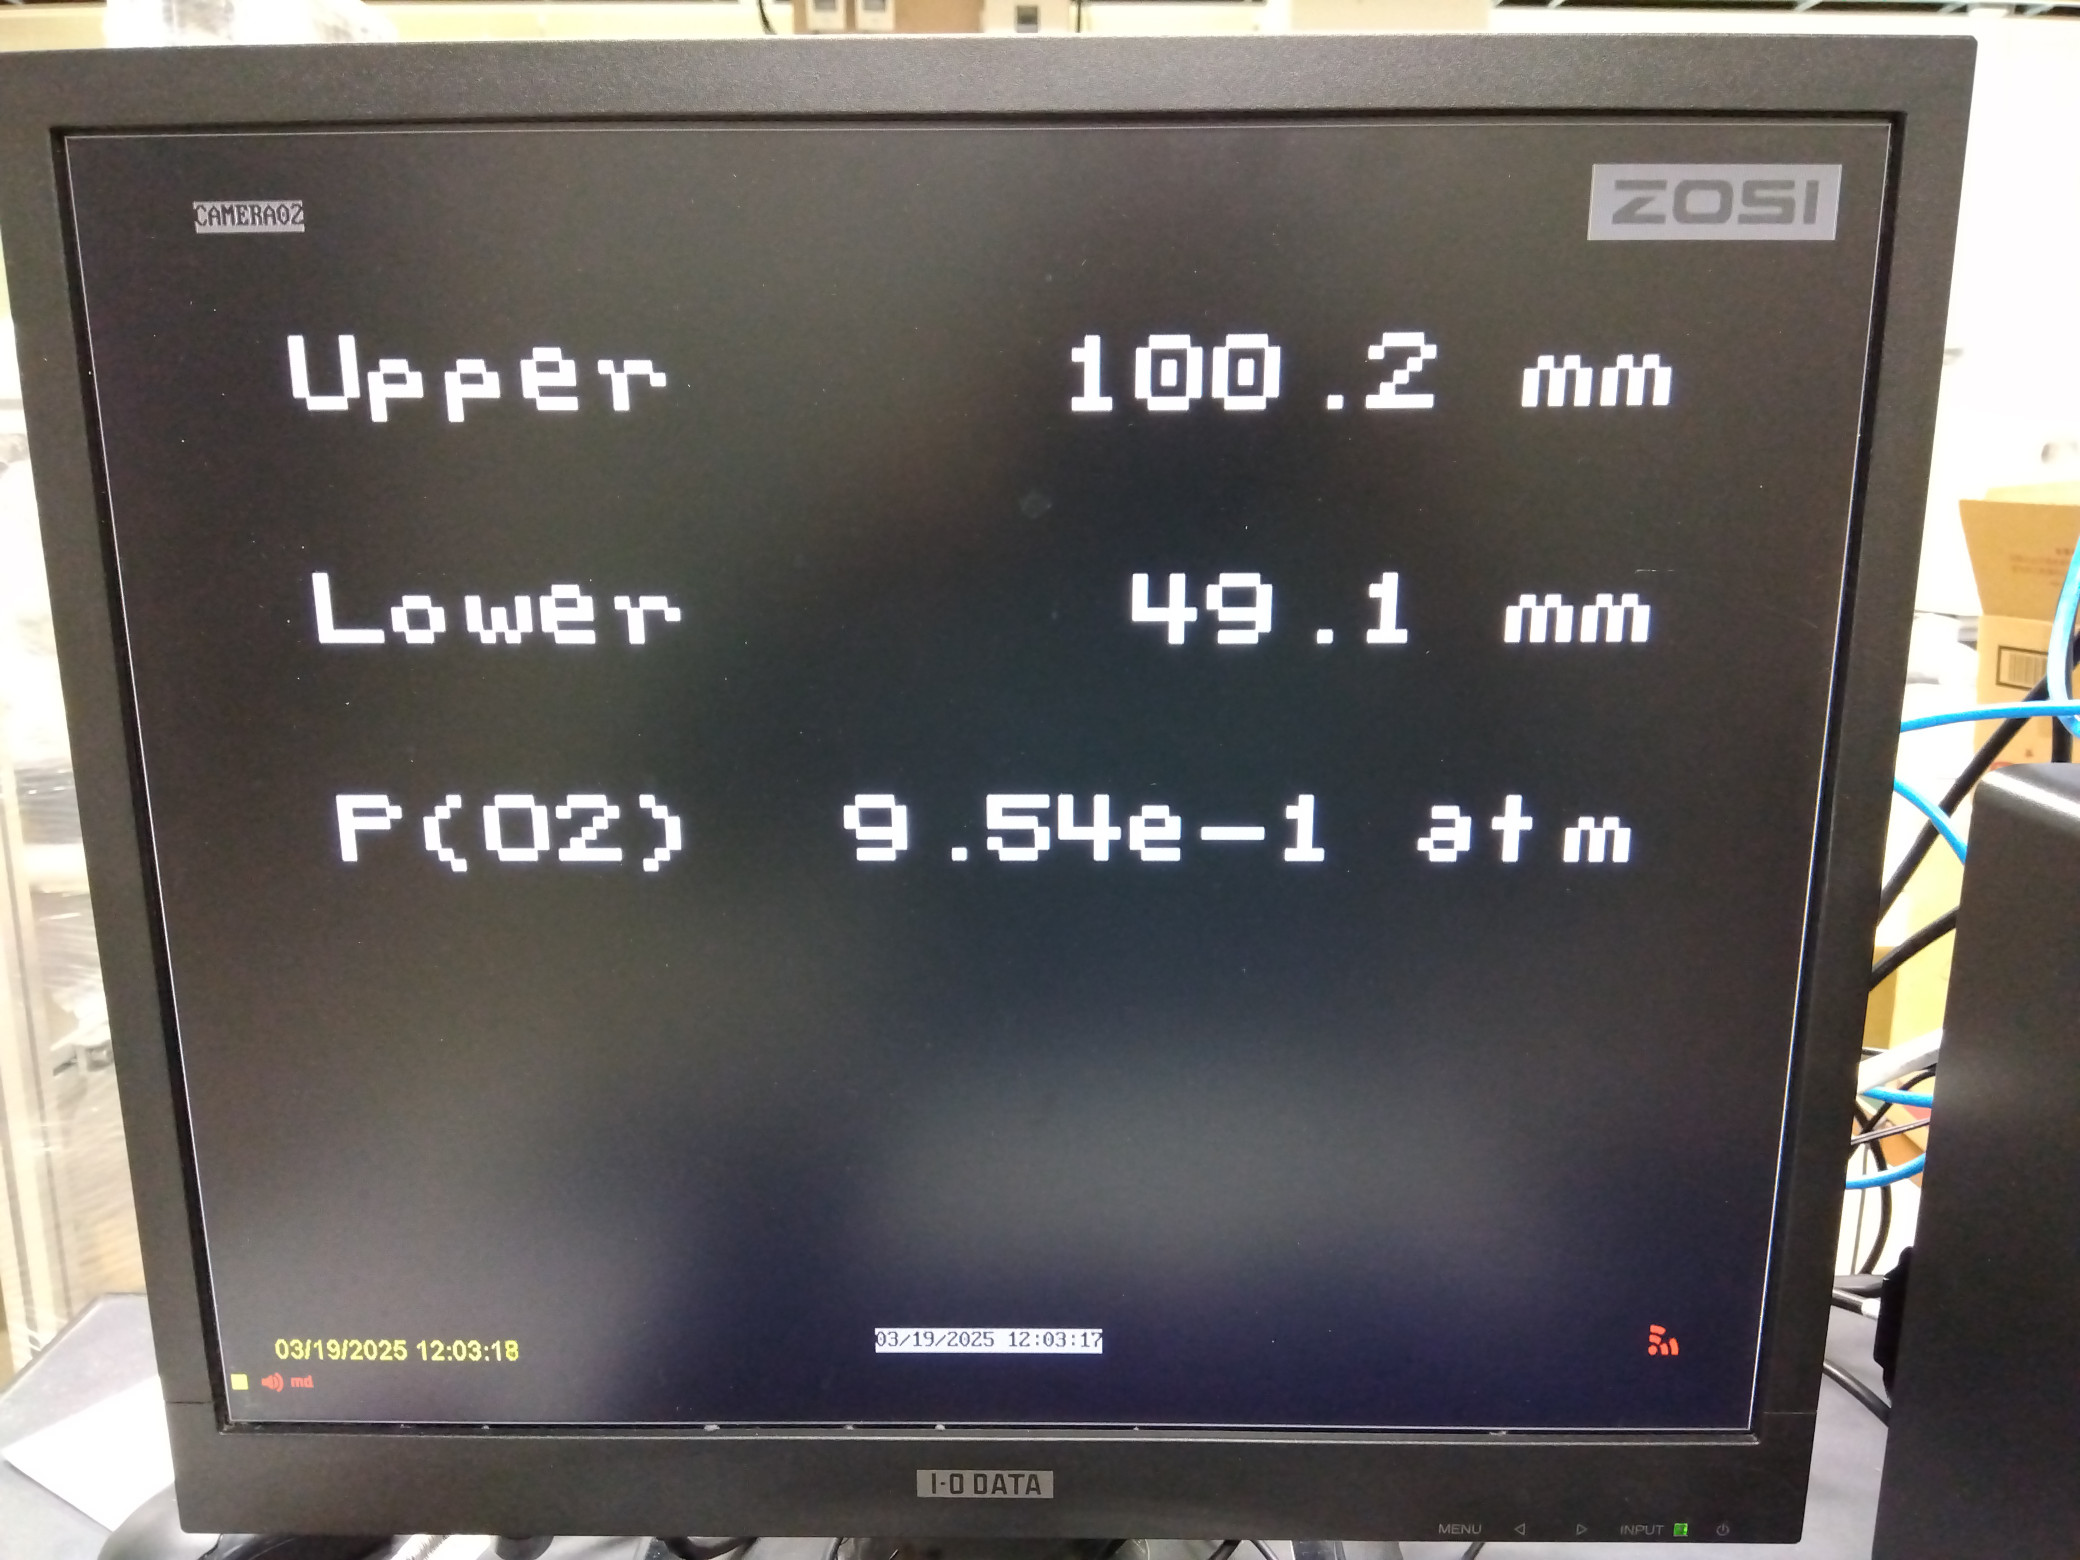 CAMERA02
ZOSI
Upper 100.2 mm
Lower 49.1 mm
P(O2) 9.54e-1 atm
03/19/2025 12:03:18
03/19/2025 12:03:17
md
I-O DATA
MENU
INPUT